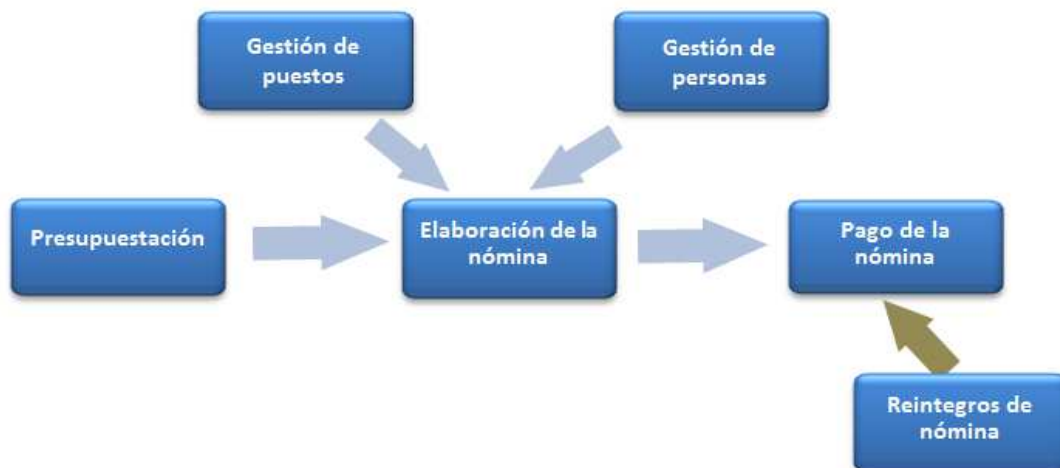 Gestión de
puestos
Gestión de
personas
Presupuestación
Elaboración de la
nómina
Pago de la
nómina
Reintegros de
nómina